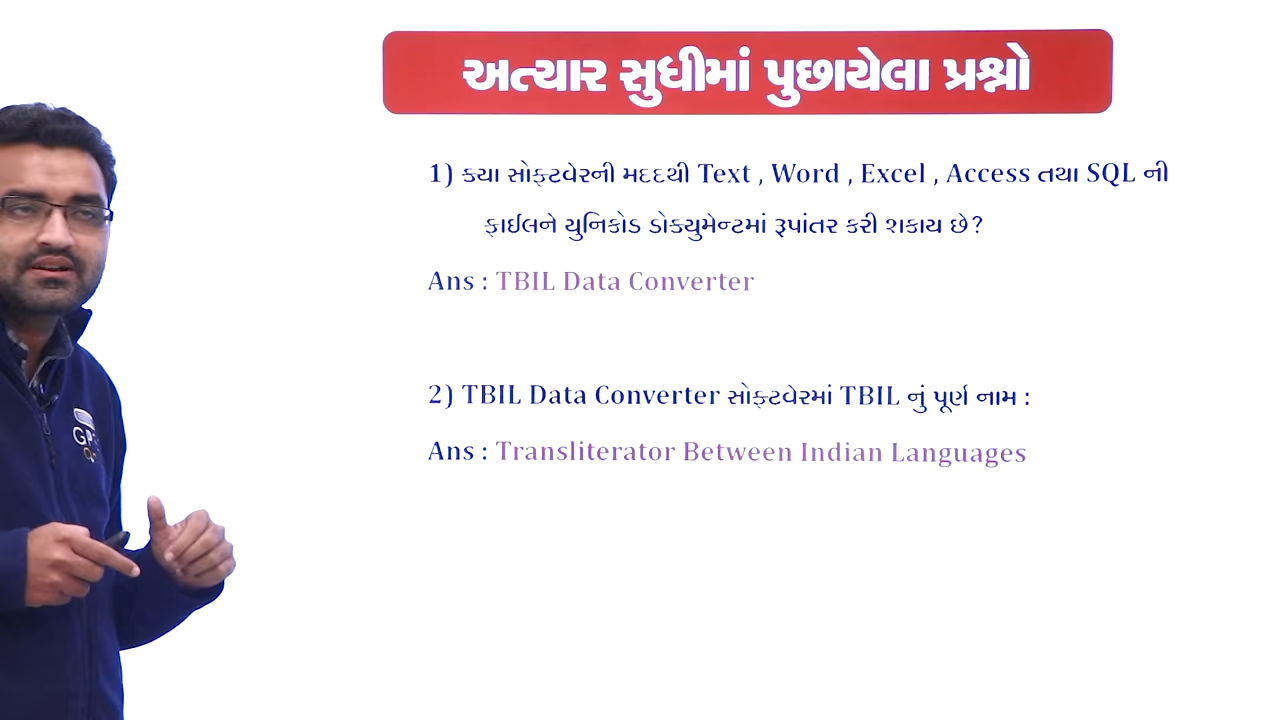 અત્યાર સુધીમાં પુછાયેલા પ્રશ્નો
1) ક્યા સોફ્ટવેરની મદદથી Text , Word , Excel , Access તથા SQL ની
ફાઈલને યુનિકોડ ડોક્યુમેન્ટમાં રૂપાંતર કરી શકાય છે?
Ans : TBIL Data Converter
2) TBIL Data Converter સોફ્ટવેરમાં TBIL નું પૂર્ણ નામ :
Ans : Transliterator Between Indian Languages